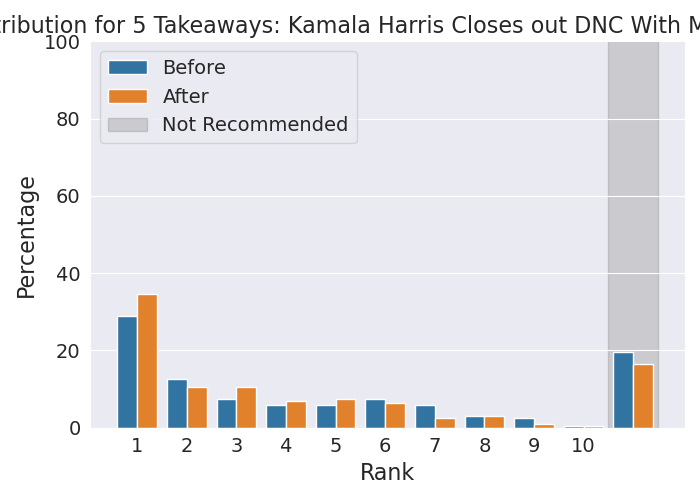 tribution for 5 Takeaways: Kamala Harris Closes out DNC With M
100
80
60
40
20
0
Percentage
Before
After
Not Recommended
1 2 3 4 5 6 7 8 9 10
Rank